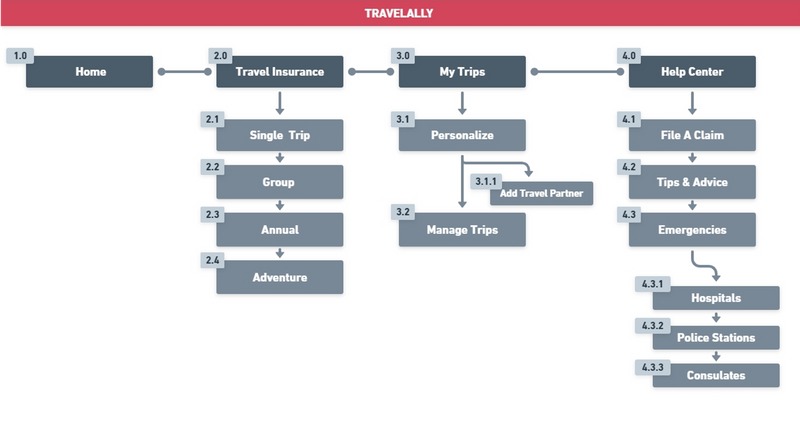 TRAVELALLY
1.0
Home
2.0
Travel Insurance
2.1
Single Trip
2.2
Group
2.3
Annual
2.4
Adventure
3.0
My Trips
3.1
Personalize
3.1.1
Add Travel Partner
3.2
Manage Trips
4.0
Help Center
4.1
File A Claim
4.2
Tips & Advice
4.3
Emergencies
4.3.1
Hospitals
4.3.2
Police Stations
4.3.3
Consulates